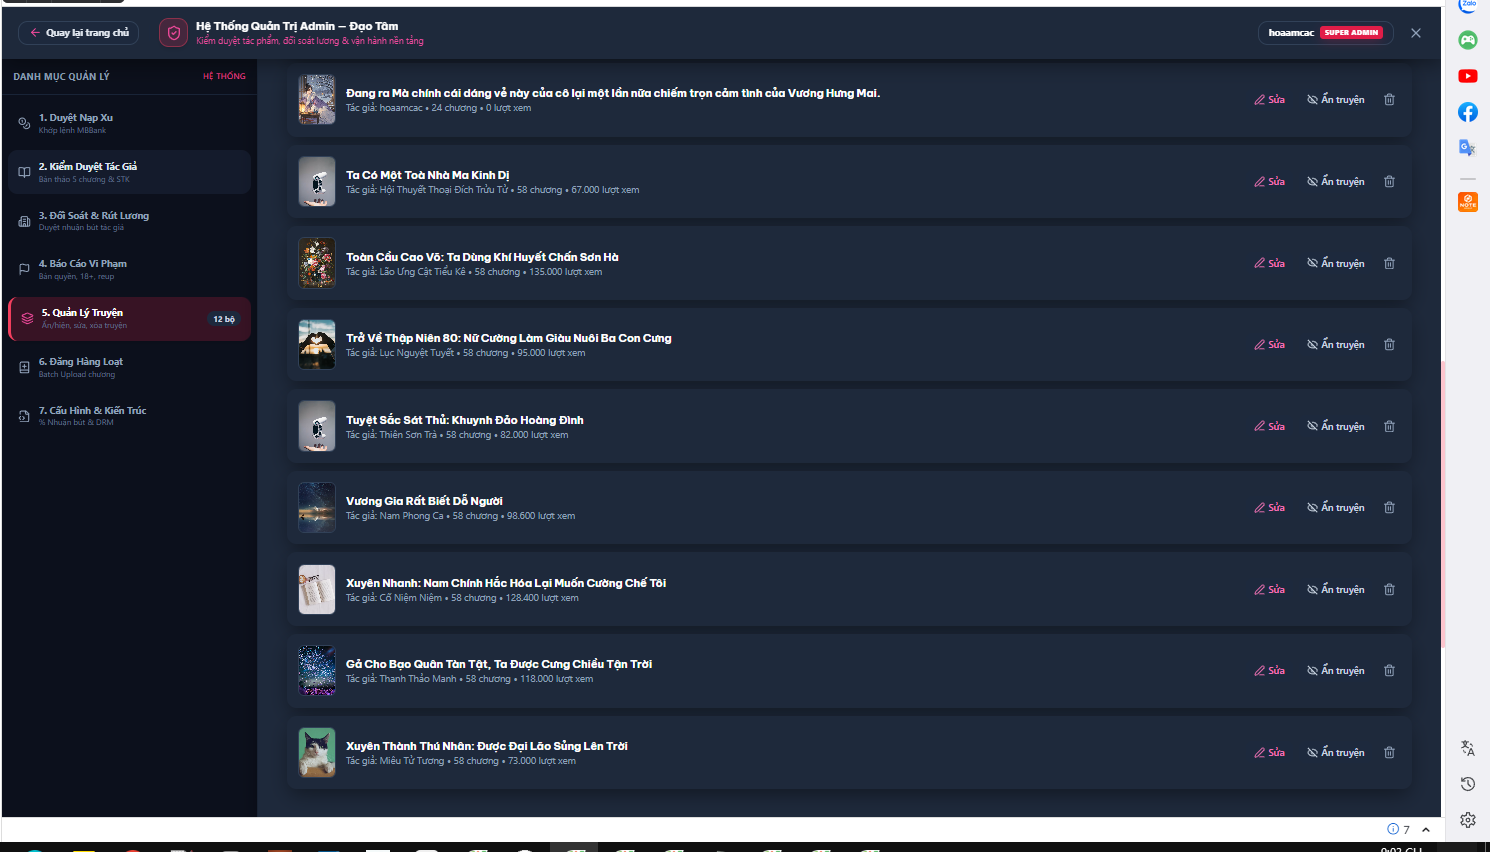 Quay lại trang chủ
Hệ Thống Quản Trị Admin — Đạo Tâm
Kiểm duyệt tác phẩm, đối soát lương & vận hành nền tảng
hoaamcac SUPER ADMIN
DANH MỤC QUẢN LÝ HỆ THỐNG
1. Duyệt Nạp Xu
Khớp lệnh MBBank
2. Kiểm Duyệt Tác Giả
Bản thảo 5 chương & STK
3. Đối Soát & Rút Lương
Duyệt nhuận bút tác giả
4. Báo Cáo Vi Phạm
Bản quyền, 18+, reup
5. Quản Lý Truyện
Ẩn/hiện, sửa, xóa truyện
12 bộ
6. Đăng Hàng Loạt
Batch Upload chương
7. Cấu Hình & Kiến Trúc
% Nhuận bút & DRM
Đang ra Mà chính cái dáng vẻ này của cô lại một lần nữa chiếm trọn cảm tình của Vương Hưng Mai.
Tác giả: hoaamcac • 24 chương • 0 lượt xem
Sửa Ẩn truyện
Ta Có Một Toà Nhà Ma Kinh Dị
Tác giả: Hội Thuyết Thoại Đích Trửu Tử • 58 chương • 67.000 lượt xem
Sửa Ẩn truyện
Toàn Cầu Cao Võ: Ta Dùng Khí Huyết Chấn Sơn Hà
Tác giả: Lão Ưng Cật Tiểu Kê • 58 chương • 135.000 lượt xem
Sửa Ẩn truyện
Trở Về Thập Niên 80: Nữ Cường Làm Giàu Nuôi Ba Con Cưng
Tác giả: Lục Nguyệt Tuyết • 58 chương • 95.000 lượt xem
Sửa Ẩn truyện
Tuyệt Sắc Sát Thủ: Khuynh Đảo Hoàng Đình
Tác giả: Thiên Sơn Trà • 58 chương • 82.000 lượt xem
Sửa Ẩn truyện
Vương Gia Rất Biết Dỗ Người
Tác giả: Nam Phong Ca • 58 chương • 98.600 lượt xem
Sửa Ẩn truyện
Xuyên Nhanh: Nam Chính Hắc Hóa Lại Muốn Cường Chế Tôi
Tác giả: Cố Niệm Niệm • 58 chương • 128.400 lượt xem
Sửa Ẩn truyện
Gả Cho Bạo Quân Tàn Tật, Ta Được Cưng Chiều Tận Trời
Tác giả: Thanh Thảo Manh • 58 chương • 118.000 lượt xem
Sửa Ẩn truyện
Xuyên Thành Thú Nhân: Được Đại Lão Sủng Lên Trời
Tác giả: Miêu Tử Tương • 58 chương • 73.000 lượt xem
Sửa Ẩn truyện
Zalo
NOTE
7